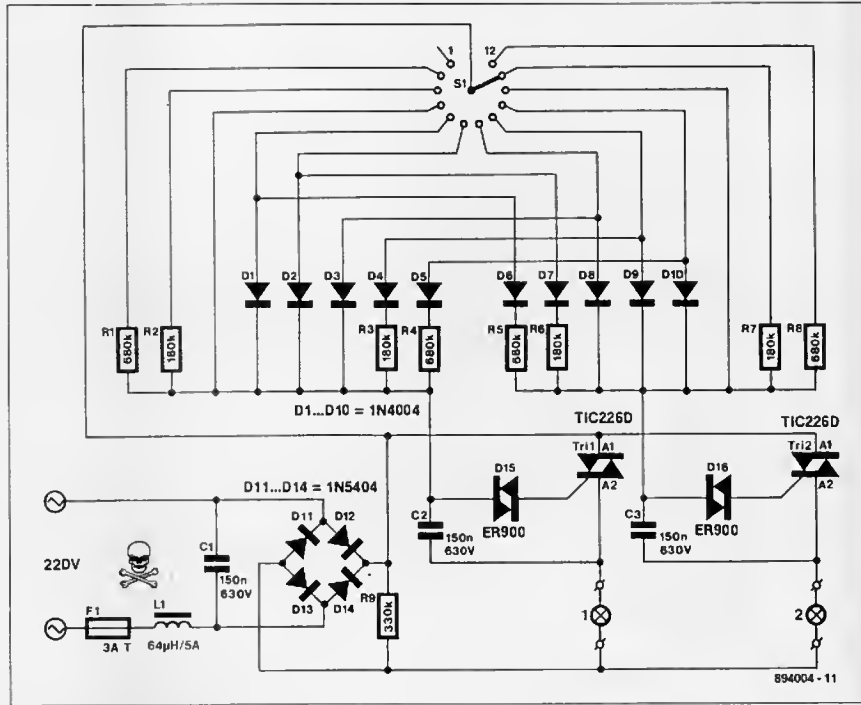 1 12
S1
D1 D2 D3 D4 D5 D6 D7 D8 D9 D1D
R1 680k
R2 180k
R3 180k
R4 680k
R5 680k
R6 180k
R7 180k
R8 680k
D1...D10 = 1N4004
TIC226D
TIC226D
Tri1 A1
A2
Tri2 A1
A2
D15
ER900
D16
ER900
C2
150n
630V
C3
150n
630V
D11...D14 = 1N5404
D11 D12
D13 D14
C1
150n
630V
R9
330k
22DV
F1
3A T
L1
64µH/5A
1
2
894004 - 11